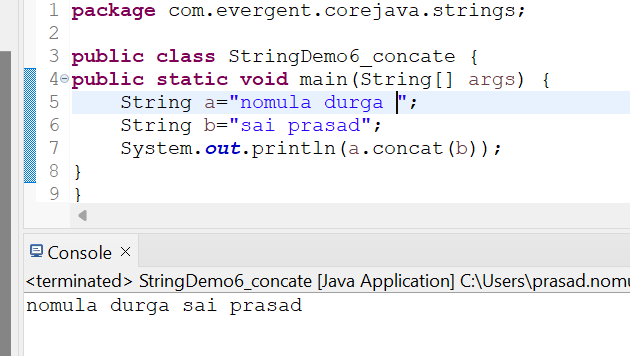 1 package com.evergent.corejava.strings;
2
3 public class StringDemo6_concate {
4 public static void main(String[] args) {
5     String a="nomula durga ";
6     String b="sai prasad";
7     System.out.println(a.concat(b));
8 }
9 }
Console
<terminated> StringDemo6_concate [Java Application] C:\Users\prasad.nomu
nomula durga sai prasad